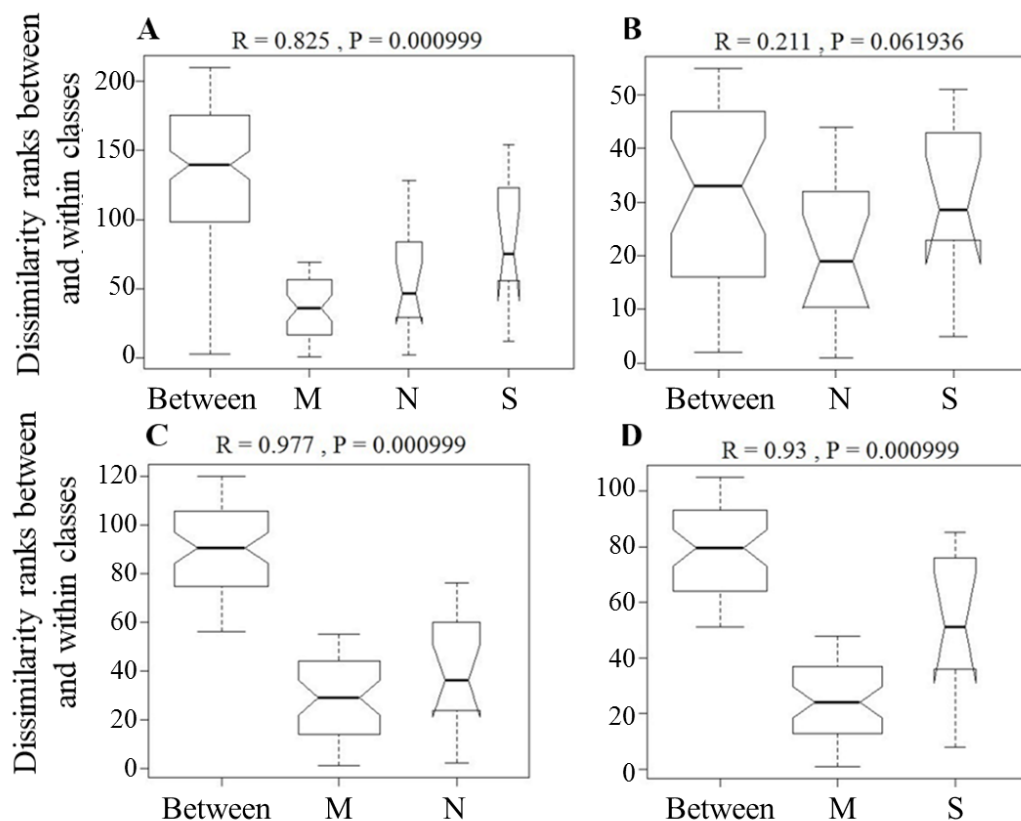 A
R = 0.825 , P = 0.000999
Dissimilarity ranks between
and within classes
200
150
100
50
0
Between M N S
B
R = 0.211 , P = 0.061936
50
40
30
20
10
0
Between N S
C
R = 0.977 , P = 0.000999
Dissimilarity ranks between
and within classes
120
100
80
60
40
20
0
Between M N
D
R = 0.93 , P = 0.000999
100
80
60
40
20
0
Between M S